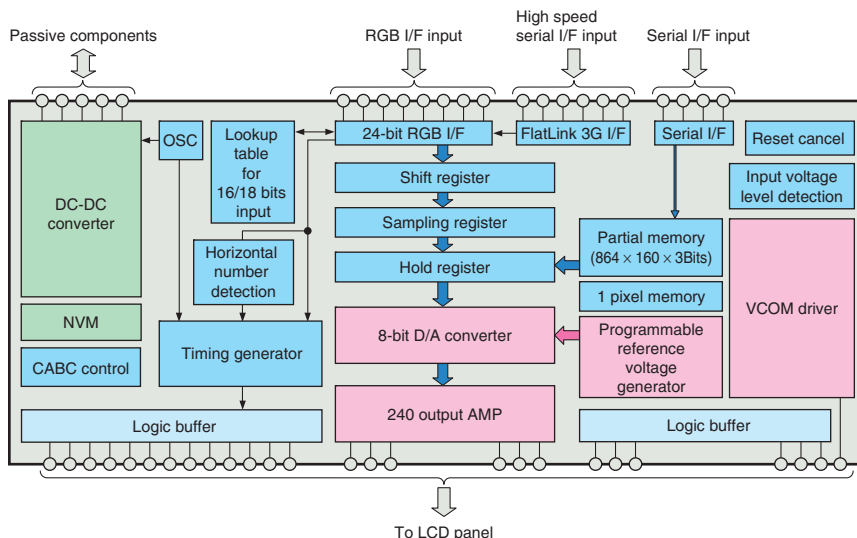 Passive components
RGB I/F input
High speed
serial I/F input
Serial I/F input
DC-DC
converter
OSC
Lookup
table
for
16/18 bits
input
24-bit RGB I/F
FlatLink 3G I/F
Serial I/F
Reset cancel
Shift register
Input voltage
level detection
Sampling register
Horizontal
number
detection
Hold register
Partial memory
(864 × 160 × 3Bits)
1 pixel memory
VCOM driver
NVM
Timing generator
8-bit D/A converter
Programmable
reference
voltage
generator
CABC control
Logic buffer
240 output AMP
Logic buffer
To LCD panel